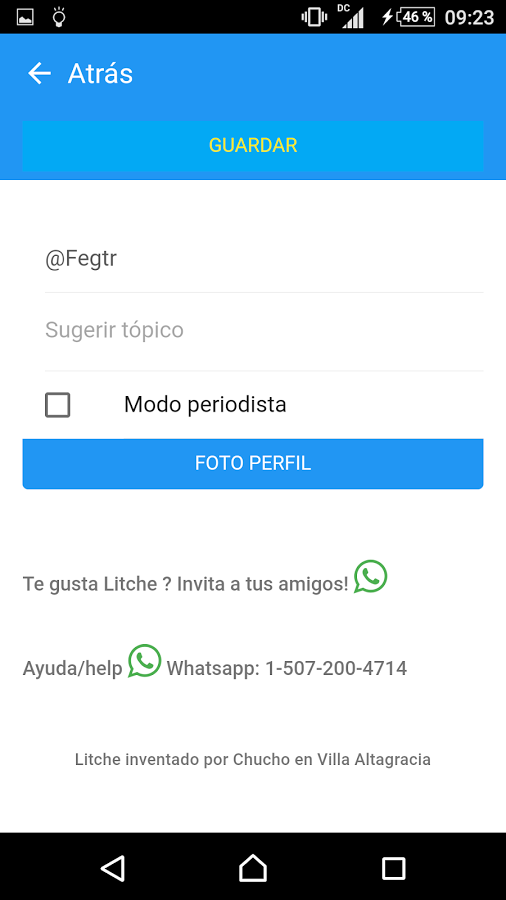 DC 46 % 09:23
Atrás
GUARDAR
@Fegtr
Sugerir tópico
Modo periodista
FOTO PERFIL
Te gusta Litche ? Invita a tus amigos!
Ayuda/help Whatsapp: 1-507-200-4714
Litche inventado por Chucho en Villa Altagracia